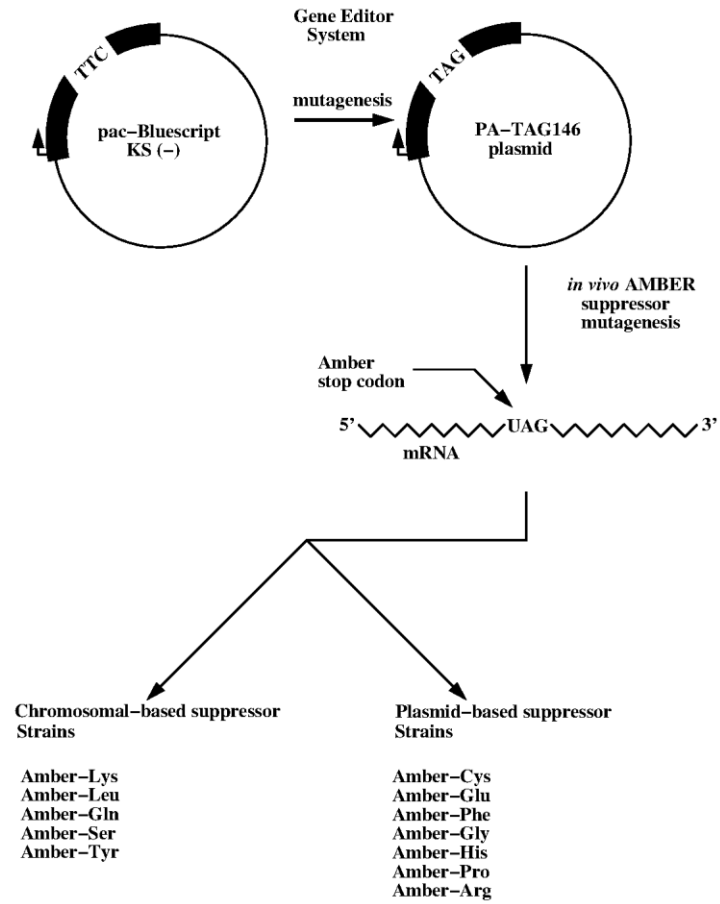 Gene Editor
System
TTC
TAG
mutagenesis
pac-Bluescript
KS (-)
PA-TAG146
plasmid
in vivo AMBER
suppressor
mutagenesis
Amber
stop codon
5' UAG 3'
mRNA
Chromosomal-based suppressor
Strains
Amber-Lys
Amber-Leu
Amber-Gln
Amber-Ser
Amber-Tyr
Plasmid-based suppressor
Strains
Amber-Cys
Amber-Glu
Amber-Phe
Amber-Gly
Amber-His
Amber-Pro
Amber-Arg